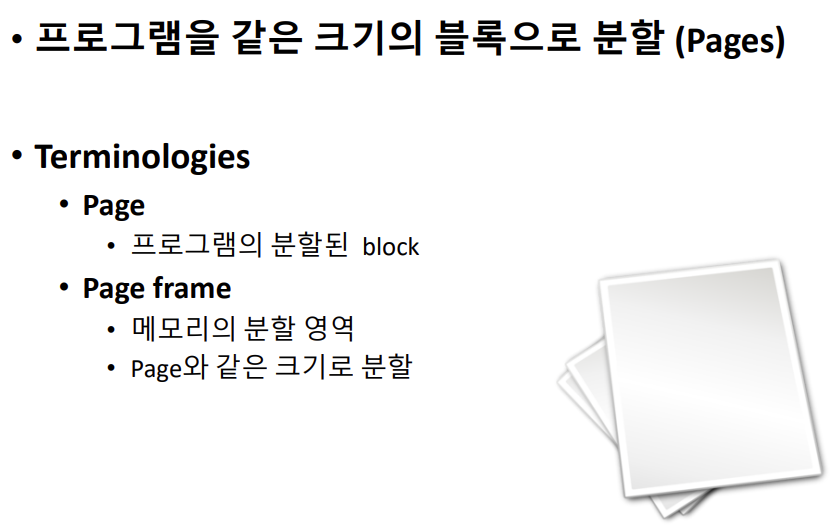 • 프로그램을 같은 크기의 블록으로 분할 (Pages)
• Terminologies
• Page
• 프로그램의 분할된 block
• Page frame
• 메모리의 분할 영역
• Page와 같은 크기로 분할